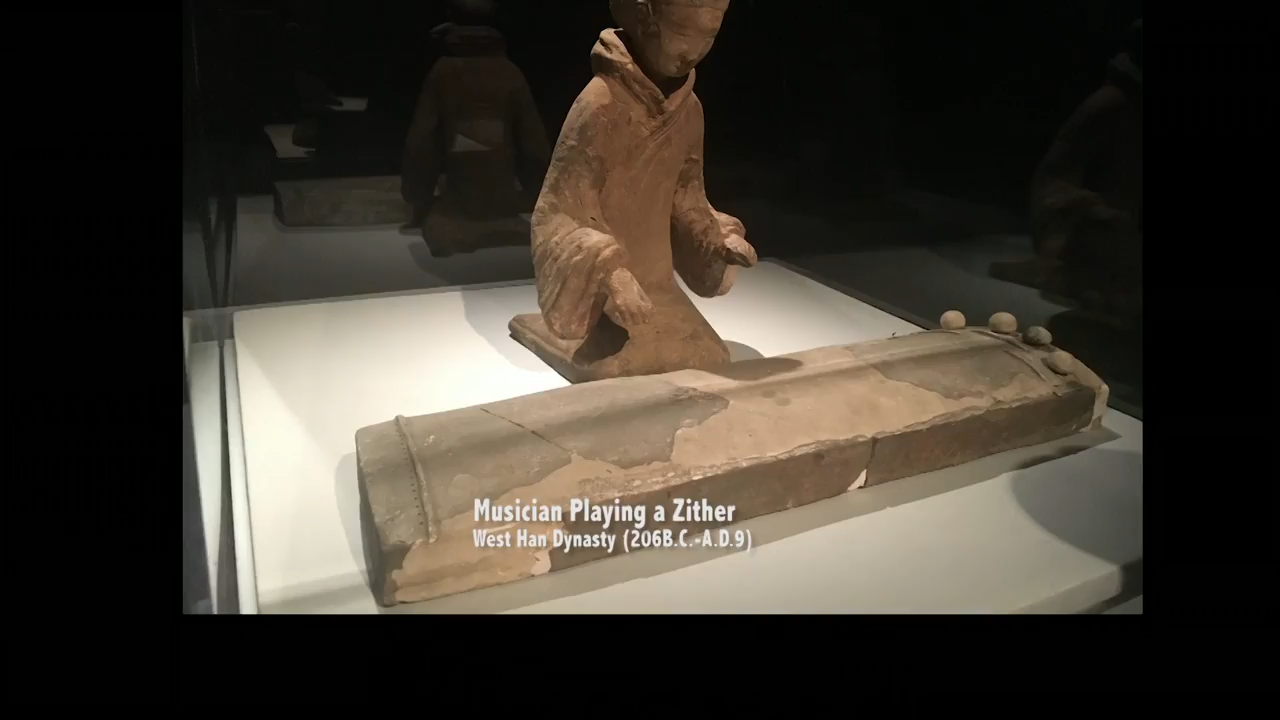 Musician Playing a Zither
West Han Dynasty (206B.C.-A.D.9)